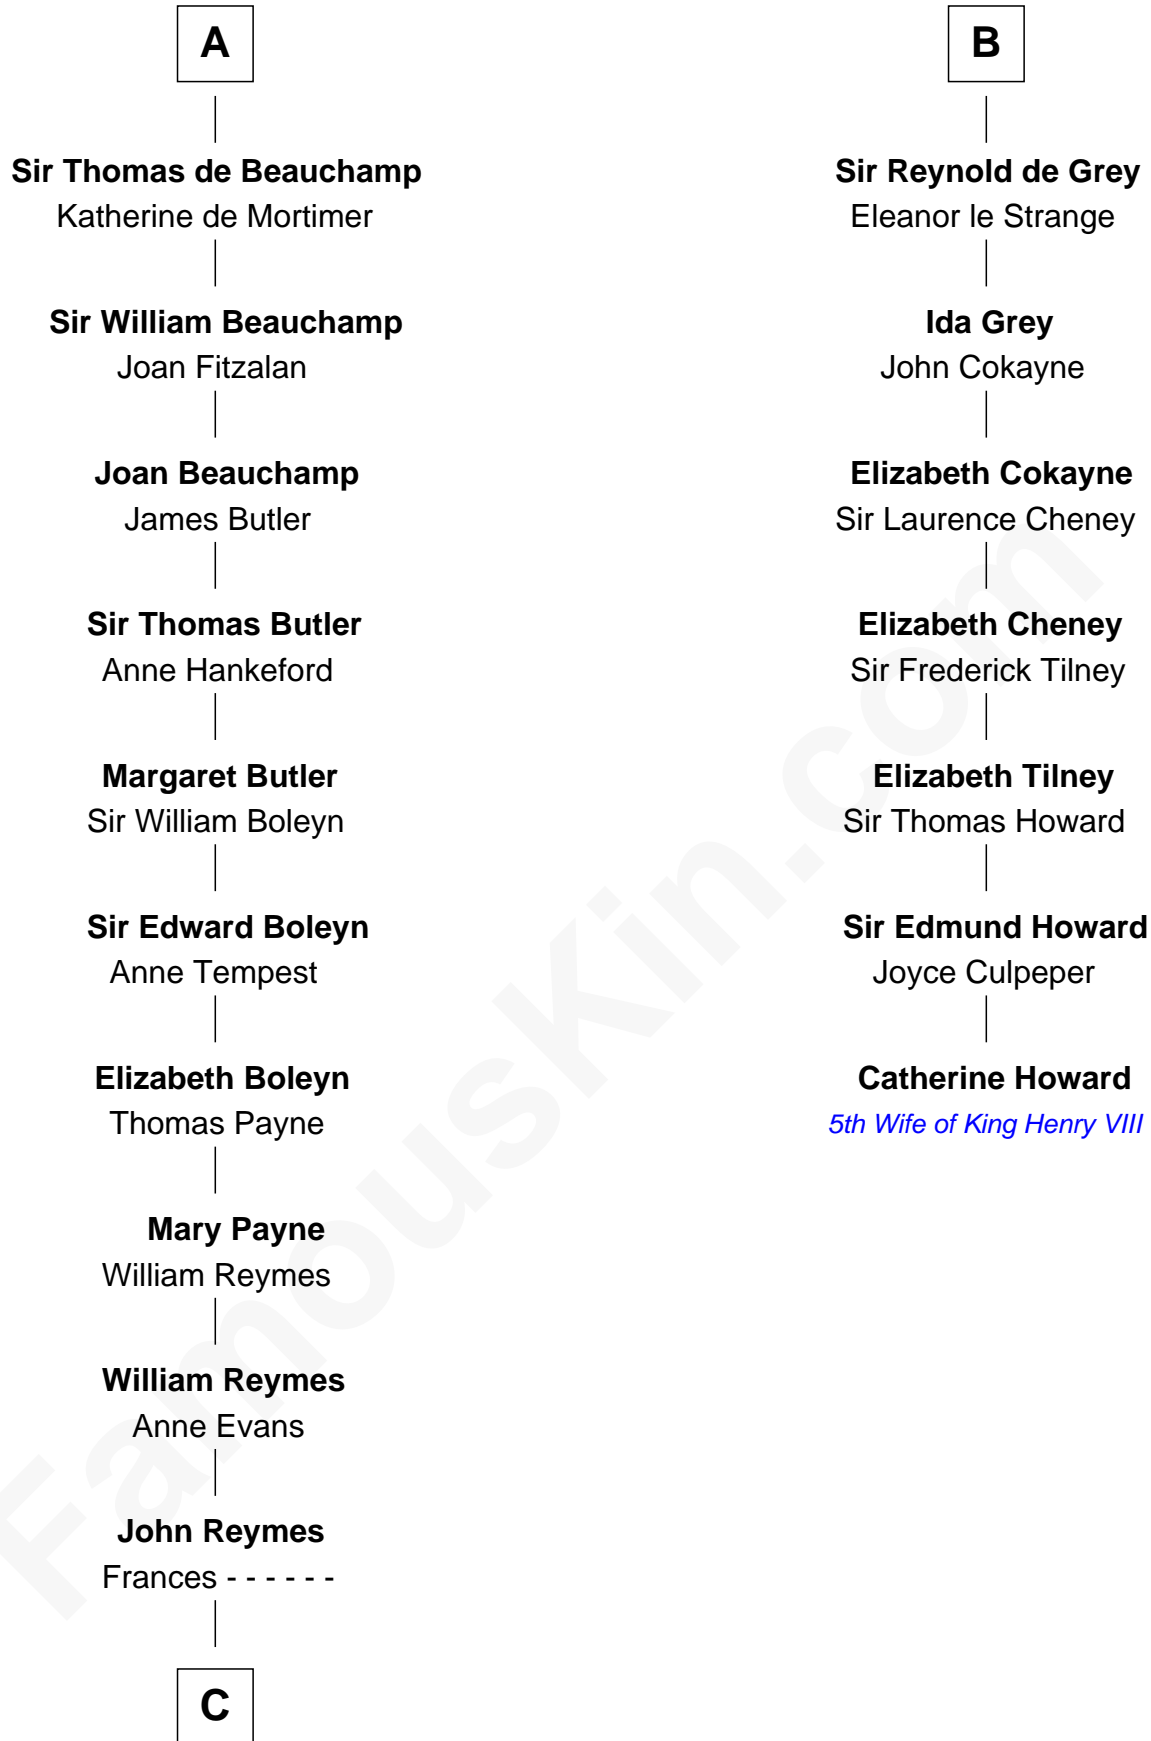 A
Sir Thomas de Beauchamp
Katherine de Mortimer
Sir William Beauchamp
Joan Fitzalan
Joan Beauchamp
James Butler
Sir Thomas Butler
Anne Hankeford
Margaret Butler
Sir William Boleyn
Sir Edward Boleyn
Anne Tempest
Elizabeth Boleyn
Thomas Payne
Mary Payne
William Reymes
William Reymes
Anne Evans
John Reymes
Frances - - - - - -
C
B
Sir Reynold de Grey
Eleanor le Strange
Ida Grey
John Cokayne
Elizabeth Cokayne
Sir Laurence Cheney
Elizabeth Cheney
Sir Frederick Tilney
Elizabeth Tilney
Sir Thomas Howard
Sir Edmund Howard
Joyce Culpeper
Catherine Howard
5th Wife of King Henry VIII
FamousKin.com